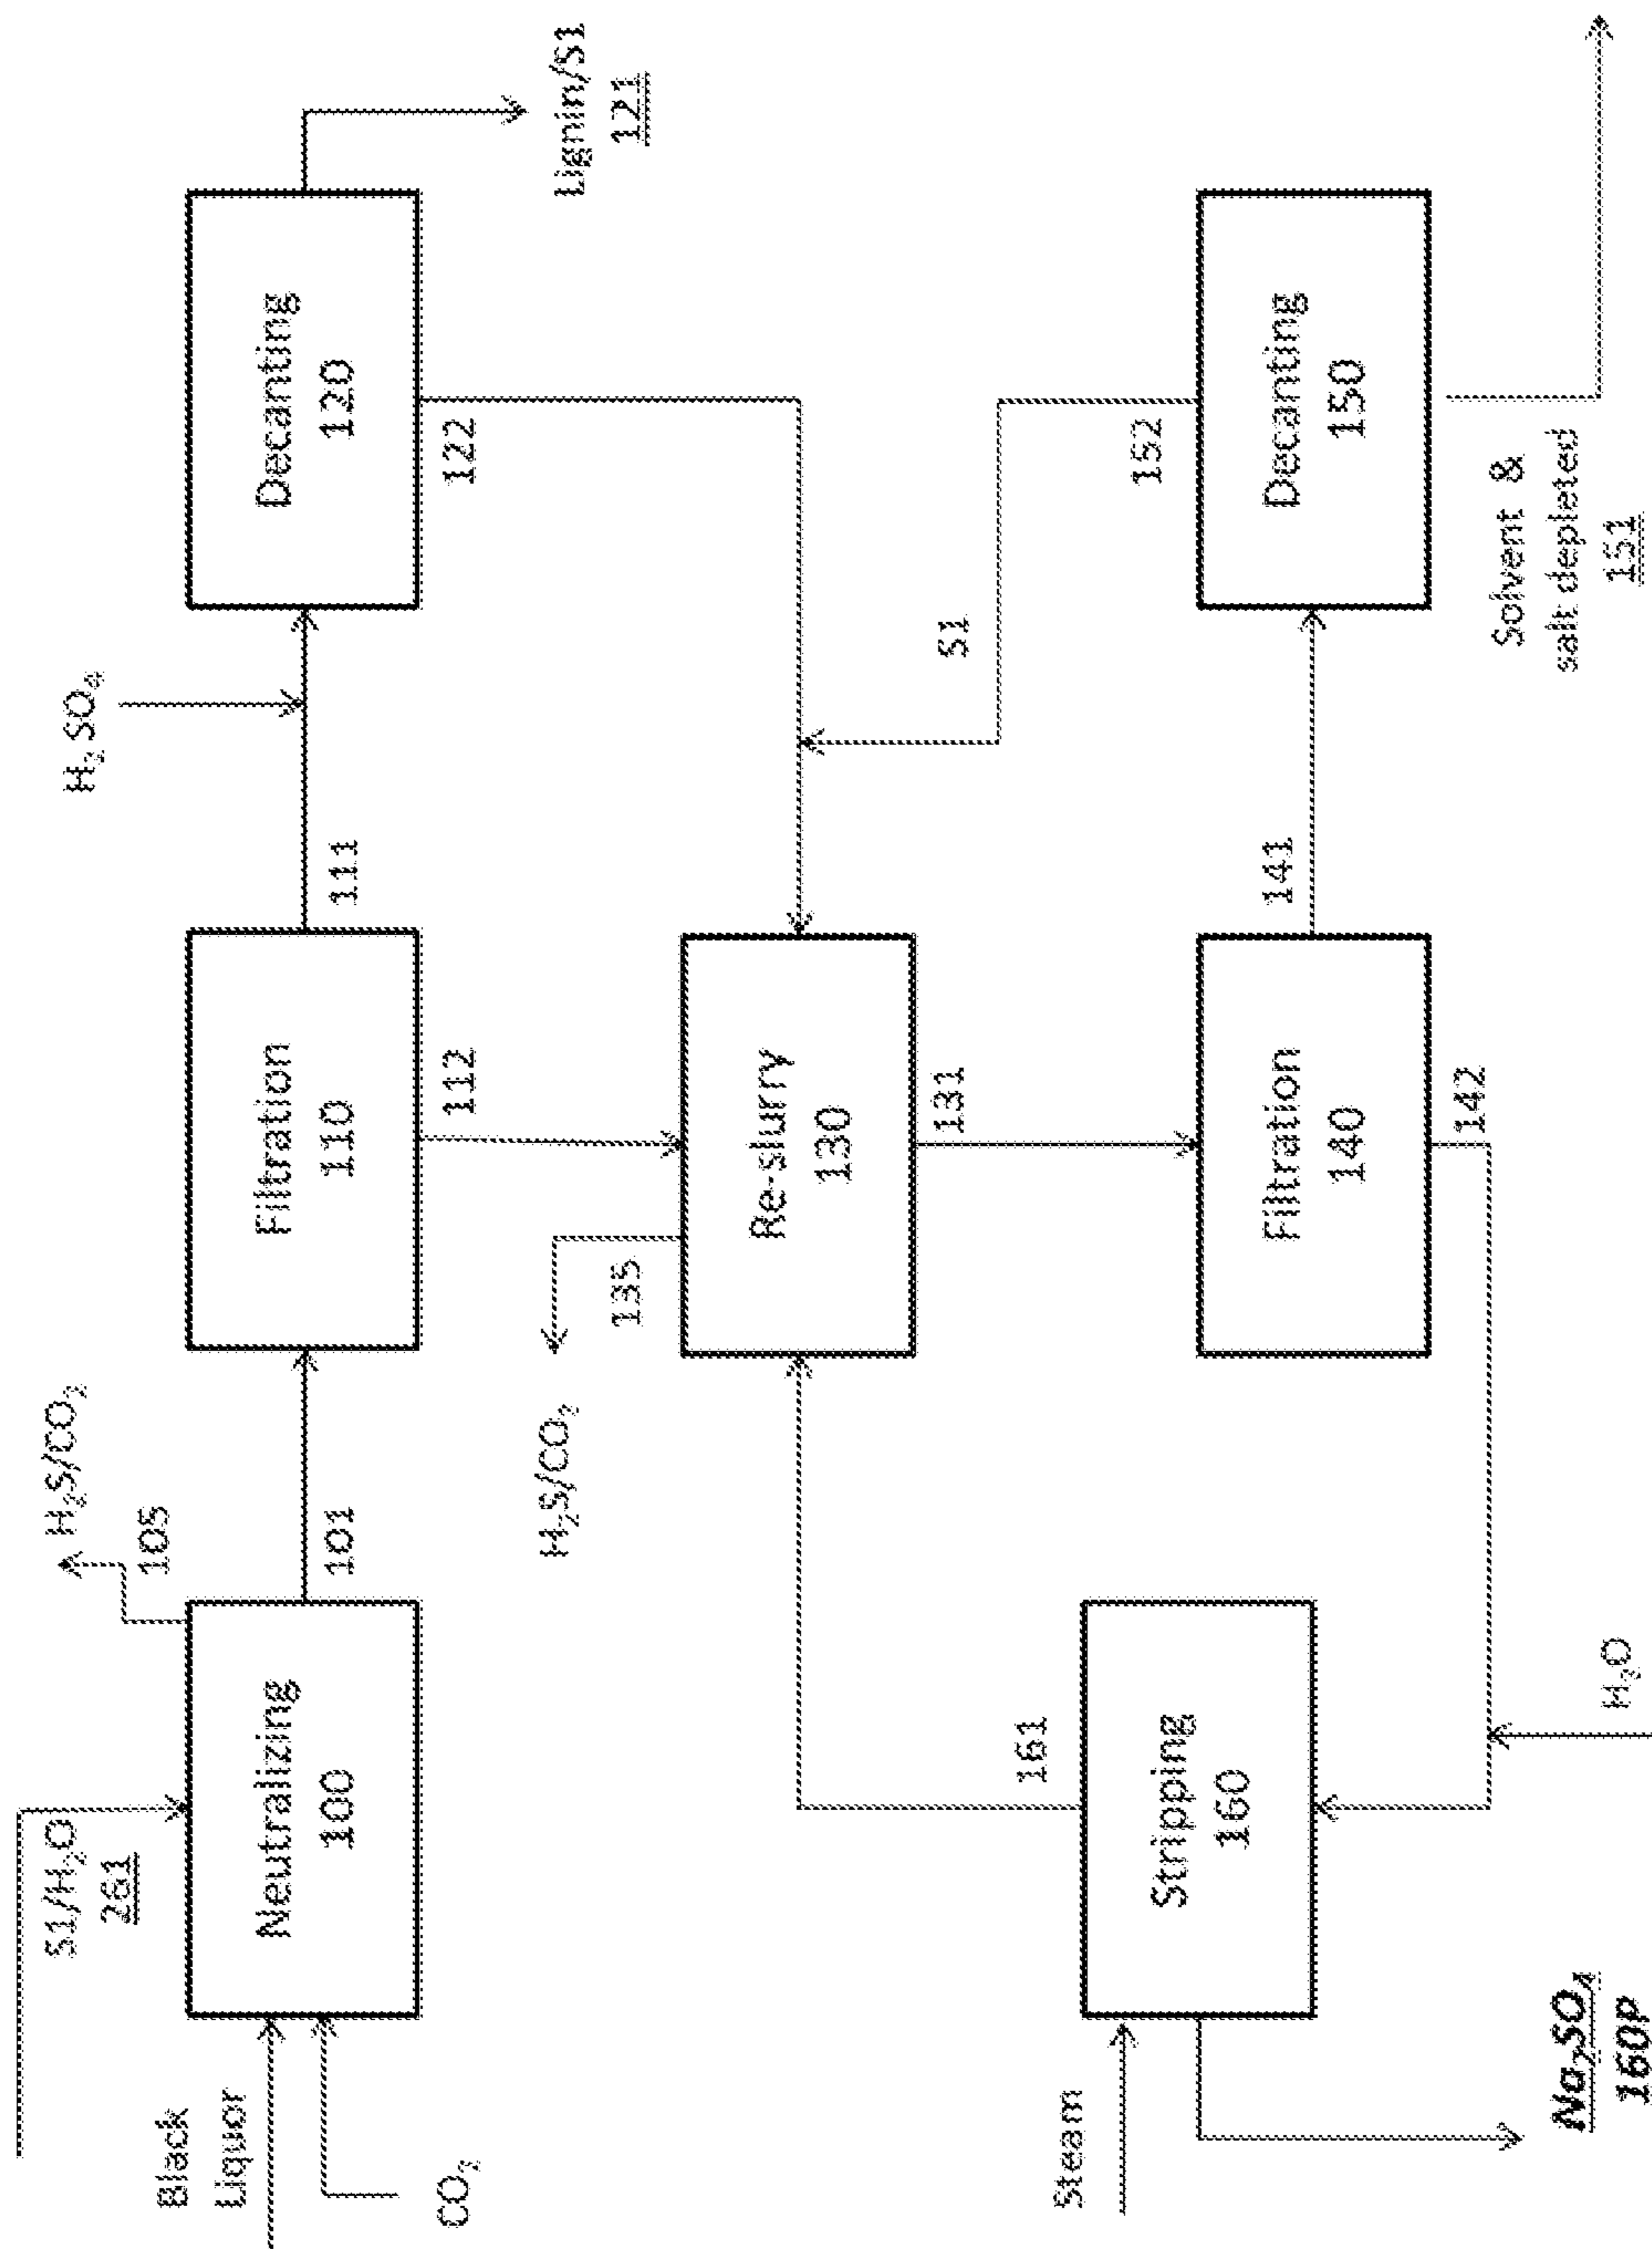 S1/H₂O
261
H₂S/CO₂
105
Black
Liquor
CO₂
Neutralizing
100
101
Filtration
110
111
H₂SO₄
Decanting
120
Lignin/S1
121
112
122
H₂S/CO₂
135
Re-slurry
130
S1
131
161
152
Steam
Stripping
160
Filtration
140
141
Decanting
150
142
Na₂SO₄
160P
H₂O
Solvent &
salt depleted
151